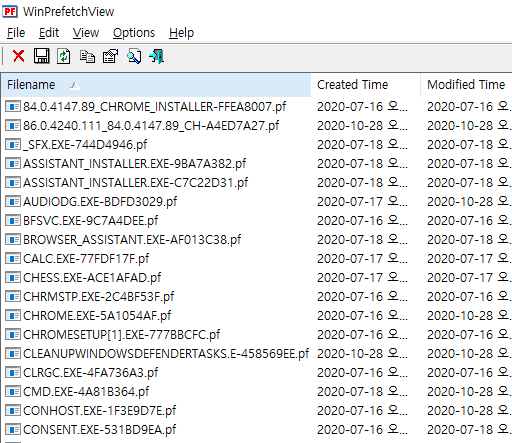 WinPrefetchView
File Edit View Options Help
Filename Created Time Modified Time
84.0.4147.89_CHROME_INSTALLER-FFEA8007.pf 2020-07-16 오... 2020-07-16 오...
86.0.4240.111_84.0.4147.89_CH-A4ED7A27.pf 2020-10-28 오... 2020-10-28 오...
_SFX.EXE-744D4946.pf 2020-07-18 오... 2020-07-18 오...
ASSISTANT_INSTALLER.EXE-9BA7A382.pf 2020-07-18 오... 2020-07-18 오...
ASSISTANT_INSTALLER.EXE-C7C22D31.pf 2020-07-18 오... 2020-07-18 오...
AUDIODG.EXE-BDFD3029.pf 2020-07-17 오... 2020-10-28 오...
BFSVC.EXE-9C7A4DEE.pf 2020-07-16 오... 2020-07-16 오...
BROWSER_ASSISTANT.EXE-AF013C38.pf 2020-07-18 오... 2020-07-18 오...
CALC.EXE-77FDF17F.pf 2020-07-17 오... 2020-07-17 오...
CHESS.EXE-ACE1AFAD.pf 2020-07-17 오... 2020-07-17 오...
CHRMSTP.EXE-2C4BF53F.pf 2020-07-16 오... 2020-07-16 오...
CHROME.EXE-5A1054AF.pf 2020-07-16 오... 2020-10-28 오...
CHROMESETUP[1].EXE-777BBCFC.pf 2020-07-16 오... 2020-07-16 오...
CLEANUPWINDOWSDEFENDERTASKS.E-458569EE.pf 2020-10-28 오... 2020-10-28 오...
CLRGC.EXE-4FA736A3.pf 2020-07-16 오... 2020-07-16 오...
CMD.EXE-4A81B364.pf 2020-07-18 오... 2020-10-28 오...
CONHOST.EXE-1F3E9D7E.pf 2020-07-16 오... 2020-10-28 오...
CONSENT.EXE-531BD9EA.pf 2020-07-16 오... 2020-07-18 오...